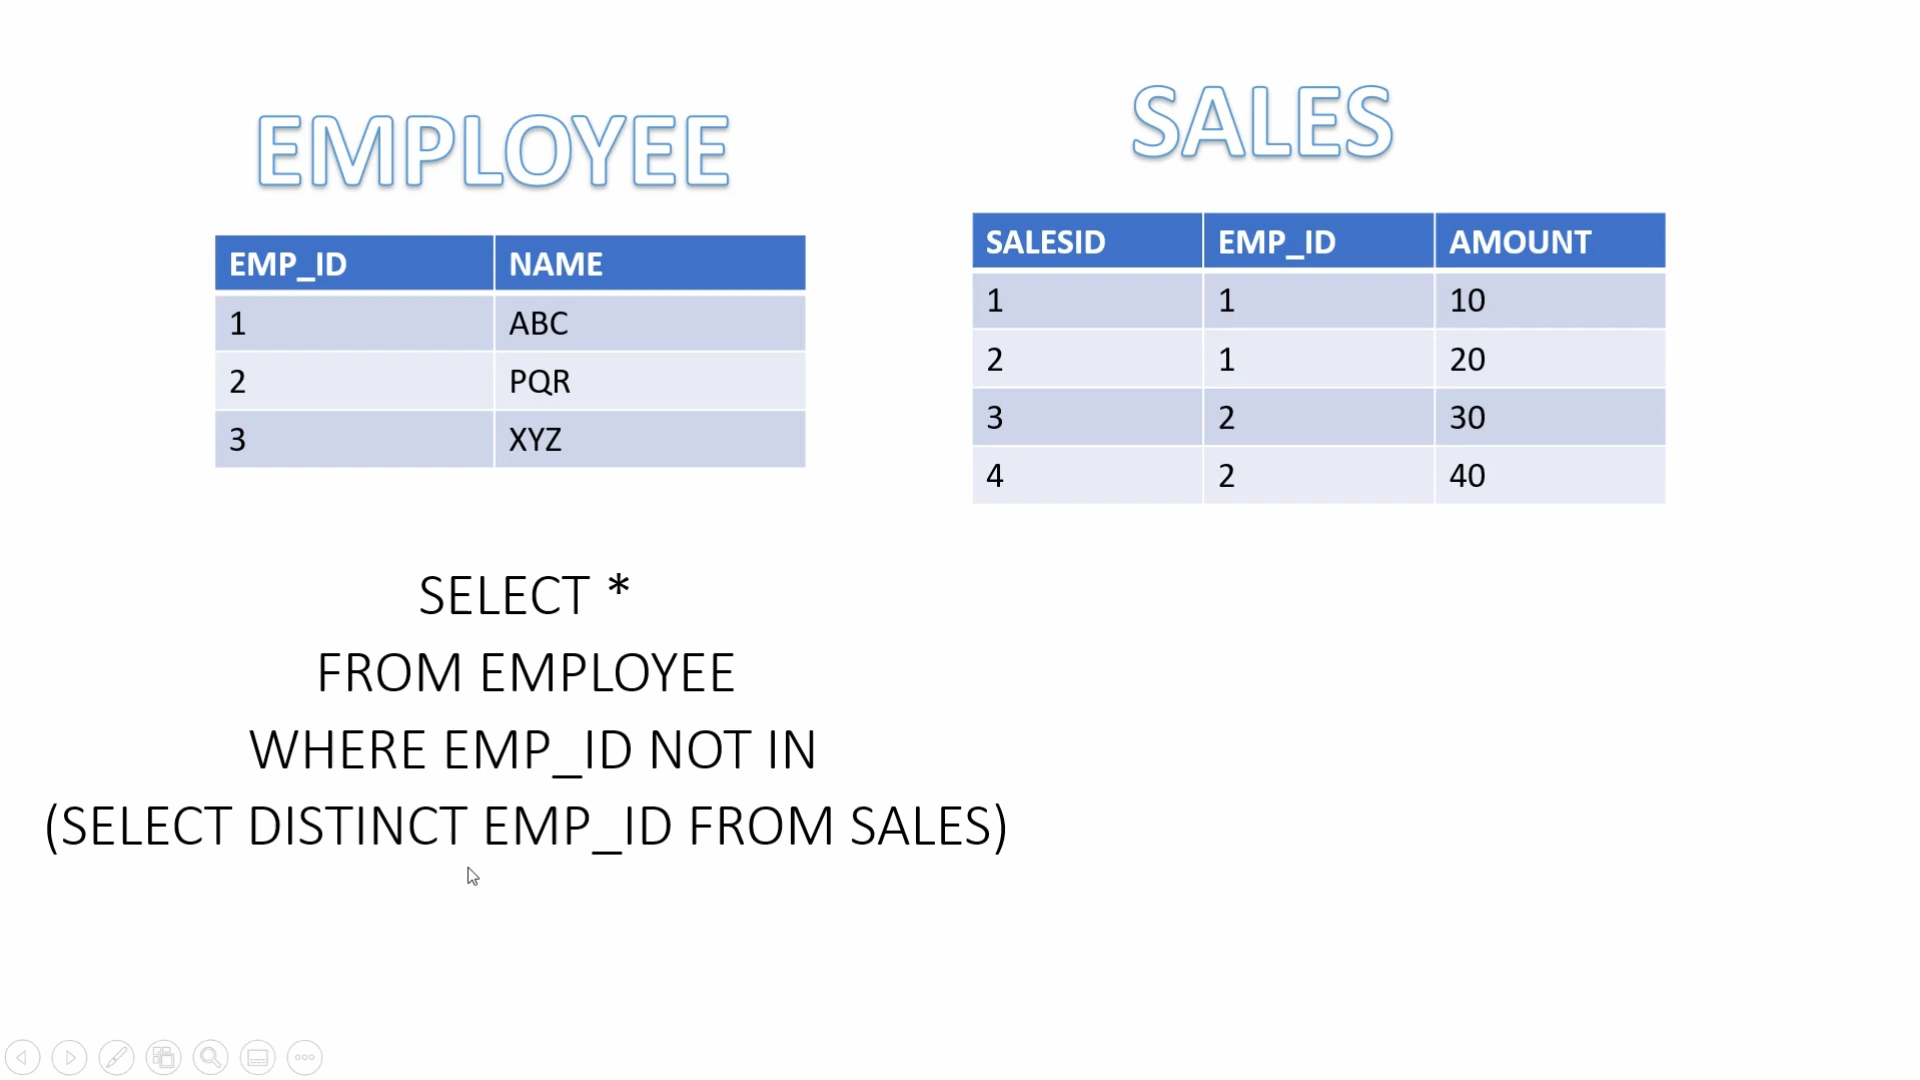 EMPLOYEE
EMP_ID NAME
1 ABC
2 PQR
3 XYZ
SALES
SALESID EMP_ID AMOUNT
1 1 10
2 1 20
3 2 30
4 2 40
SELECT *
FROM EMPLOYEE
WHERE EMP_ID NOT IN
(SELECT DISTINCT EMP_ID FROM SALES)